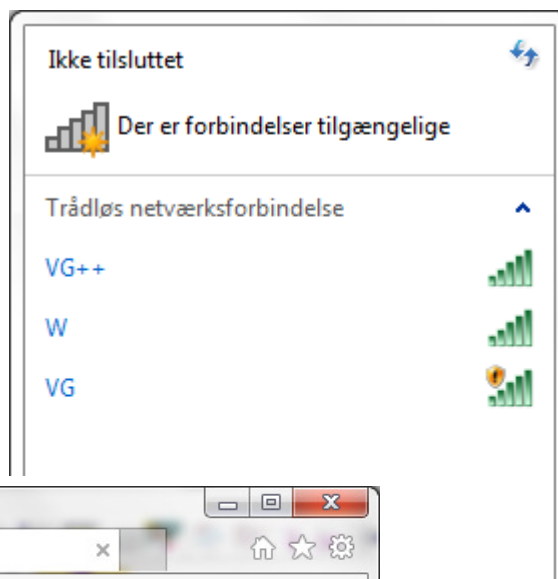 Ikke tilsluttet
Der er forbindelser tilgængelige
Trådløs netværksforbindelse
VG++
W
VG